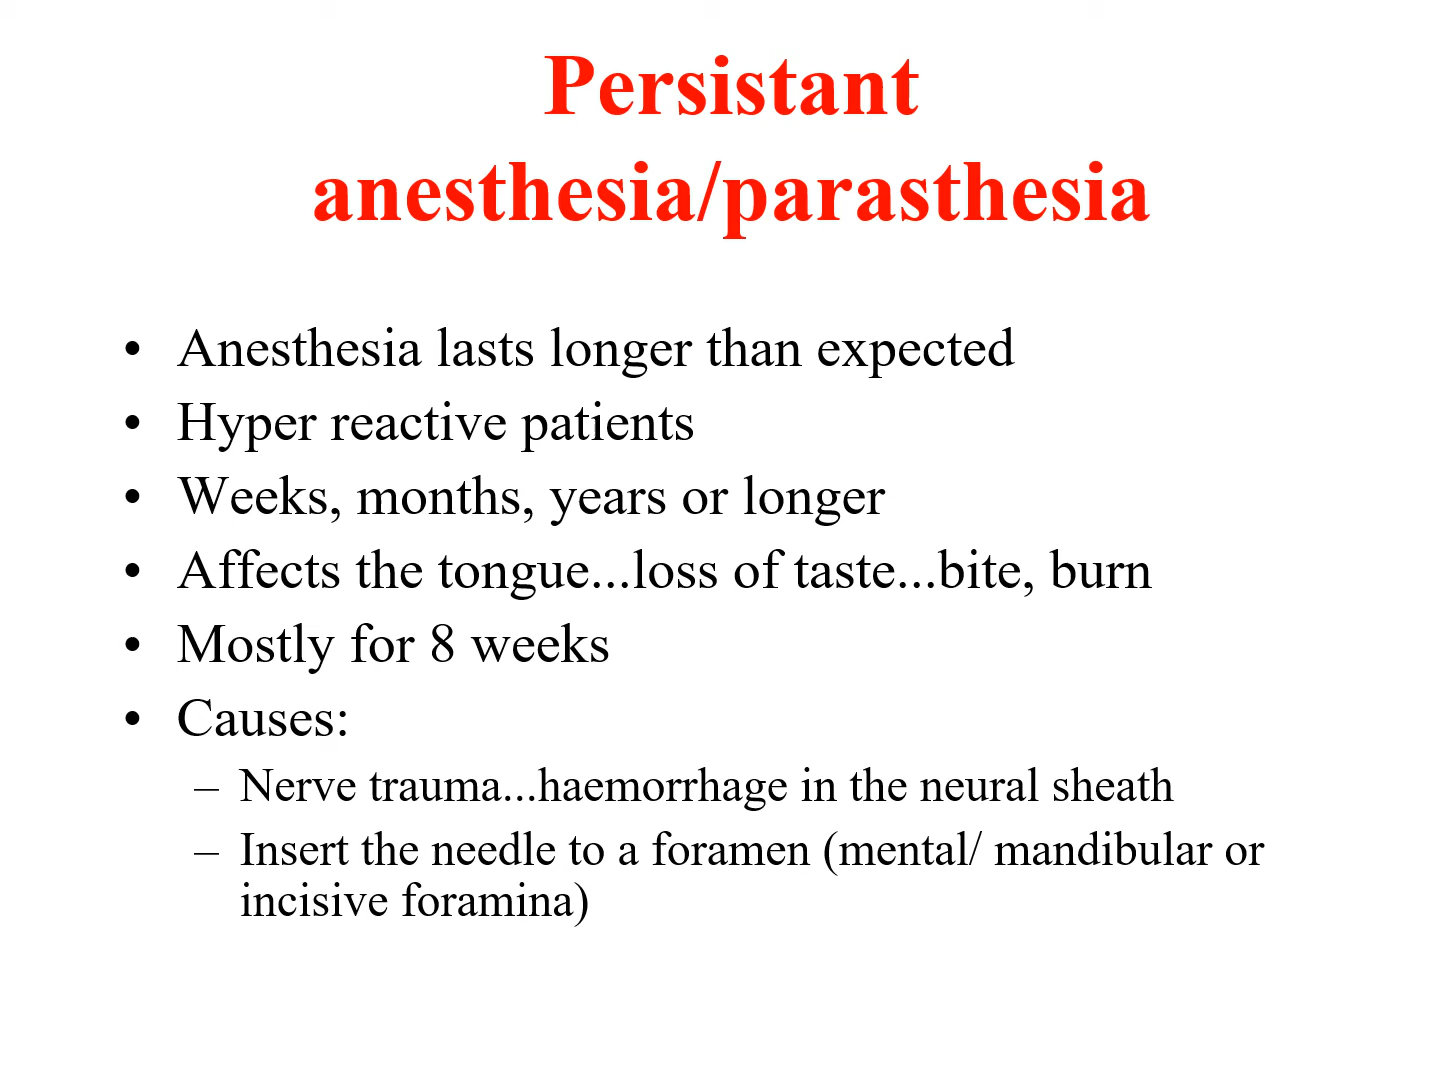 Persistant
anesthesia/parasthesia
• Anesthesia lasts longer than expected
• Hyper reactive patients
• Weeks, months, years or longer
• Affects the tongue...loss of taste...bite, burn
• Mostly for 8 weeks
• Causes:
– Nerve trauma...haemorrhage in the neural sheath
– Insert the needle to a foramen (mental/ mandibular or
incisive foramina)